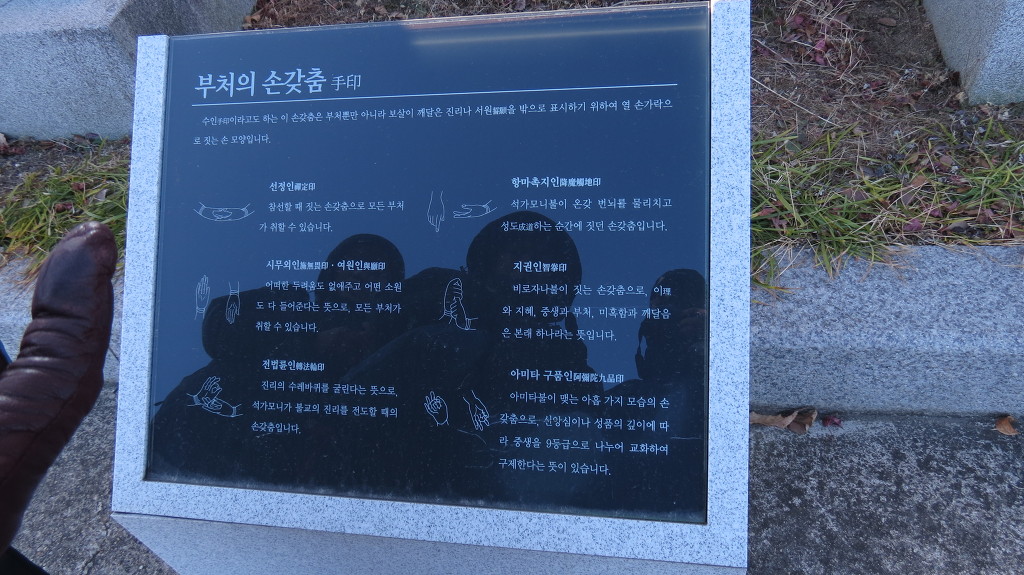 부처의 손갖춤 手印
수인手印이라고도 하는 이 손갖춤은 부처뿐만 아니라 보살이 깨달은 진리나 서원誓願을 밖으로 표시하기 위하여 열 손가락으
로 짓는 손 모양입니다.
선정인禪定印
참선할 때 짓는 손갖춤으로 모든 부처
가 취할 수 있습니다.
시무외인施無畏印·여원인與願印
어떠한 두려움도 없애주고 어떤 소원
도 다 들어준다는 뜻으로, 모든 부처가
취할 수 있습니다.
전법륜인轉法輪印
진리의 수레바퀴를 굴린다는 뜻으로,
석가모니가 불교의 진리를 전도할 때의
손갖춤입니다.
항마촉지인降魔觸地印
석가모니불이 온갖 번뇌를 물리치고
성도成道하는 순간에 짓던 손갖춤입니다.
지권인智拳印
비로자나불이 짓는 손갖춤으로, 이理
와 지혜, 중생과 부처, 미혹함과 깨달음
은 본래 하나라는 뜻입니다.
아미타 구품인阿彌陀九品印
아미타불이 맺는 아홉 가지 모습의 손
갖춤으로, 신앙심이나 성품의 깊이에 따
라 중생을 9등급으로 나누어 교화하여
구제한다는 뜻이 있습니다.